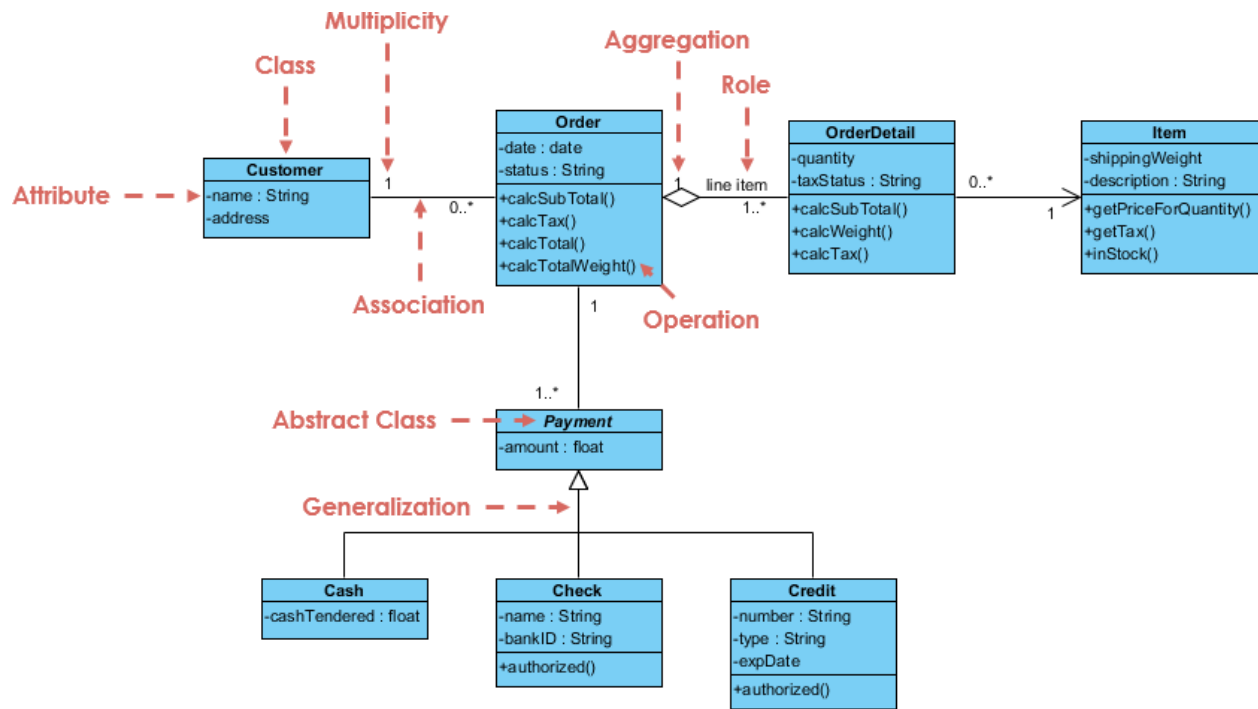 Multiplicity
Aggregation
Class
Role
Attribute
Association
Operation
Abstract Class
Generalization
Customer
-name : String
-address
1
0..*
Order
-date : date
-status : String
+calcSubTotal()
+calcTax()
+calcTotal()
+calcTotalWeight()
1
line item
1..*
OrderDetail
-quantity
-taxStatus : String
+calcSubTotal()
+calcWeight()
+calcTax()
0..*
1
Item
-shippingWeight
-description : String
+getPriceForQuantity()
+getTax()
+inStock()
1
1..*
Payment
-amount : float
Cash
-cashTendered : float
Check
-name : String
-bankID : String
+authorized()
Credit
-number : String
-type : String
-expDate
+authorized()